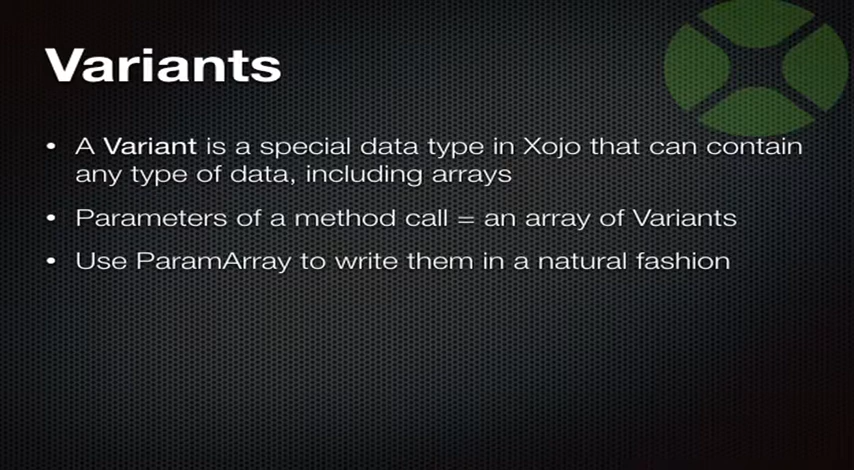 Variants
• A Variant is a special data type in Xojo that can contain
any type of data, including arrays
• Parameters of a method call = an array of Variants
• Use ParamArray to write them in a natural fashion